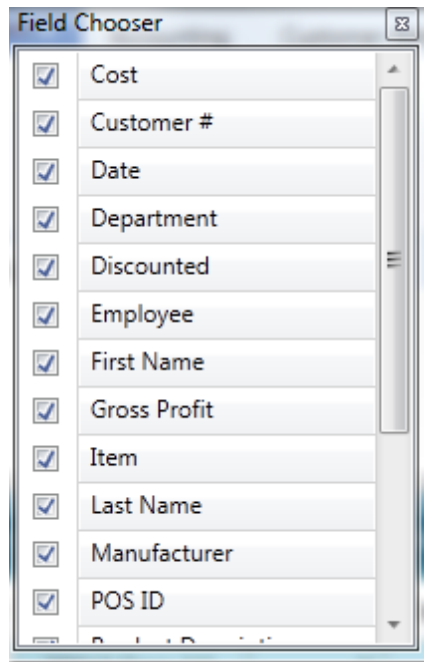 Field Chooser
Cost
Customer #
Date
Department
Discounted
Employee
First Name
Gross Profit
Item
Last Name
Manufacturer
POS ID